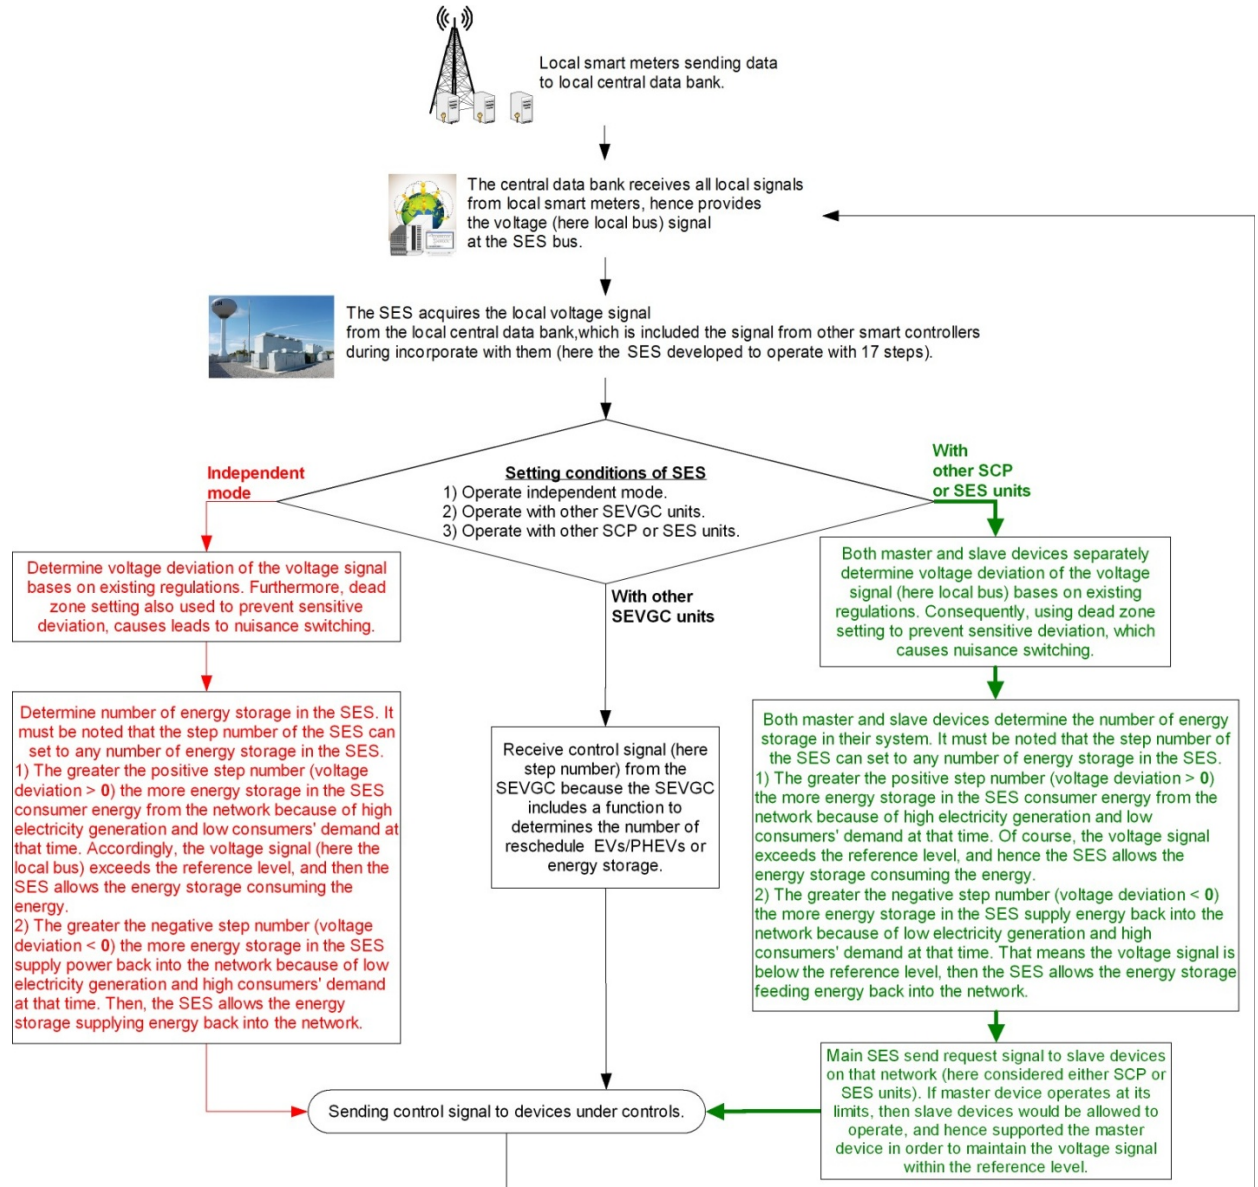 Local smart meters sending data
to local central data bank.
The central data bank receives all local signals
from local smart meters, hence provides
the voltage (here local bus) signal
at the SES bus.
The SES acquires the local voltage signal
from the local central data bank,which is included the signal from other smart controllers
during incorporate with them (here the SES developed to operate with 17 steps).
Setting conditions of SES
1) Operate independent mode.
2) Operate with other SEVGC units.
3) Operate with other SCP or SES units.
Independent
mode
With
other SCP
or SES units
With other
SEVGC units
Determine voltage deviation of the voltage signal
bases on existing regulations. Furthermore, dead
zone setting also used to prevent sensitive
deviation, causes leads to nuisance switching.
Determine number of energy storage in the SES. It
must be noted that the step number of the SES can
set to any number of energy storage in the SES.
1) The greater the positive step number (voltage
deviation > 0) the more energy storage in the SES
consumer energy from the network because of high
electricity generation and low consumers' demand at
that time. Accordingly, the voltage signal (here the
local bus) exceeds the reference level, and then the
SES allows the energy storage consuming the
energy.
2) The greater the negative step number (voltage
deviation < 0) the more energy storage in the SES
supply power back into the network because of low
electricity generation and high consumers' demand
at that time. Then, the SES allows the energy
storage supplying energy back into the network.
Receive control signal (here
step number) from the
SEVGC because the SEVGC
includes a function to
determines the number of
reschedule EVs/PHEVs or
energy storage.
Both master and slave devices separately
determine voltage deviation of the voltage
signal (here local bus) bases on existing
regulations. Consequently, using dead zone
setting to prevent sensitive deviation, which
causes nuisance switching.
Both master and slave devices determine the number of energy
storage in their system. It must be noted that the step number of
the SES can set to any number of energy storage in the SES.
1) The greater the positive step number (voltage deviation > 0)
the more energy storage in the SES consumer energy from the
network because of high electricity generation and low
consumers' demand at that time. Of course, the voltage signal
exceeds the reference level, and hence the SES allows the
energy storage consuming the energy.
2) The greater the negative step number (voltage deviation < 0)
the more energy storage in the SES supply energy back into the
network because of low electricity generation and high
consumers' demand at that time. That means the voltage signal is
below the reference level, then the SES allows the energy storage
feeding energy back into the network.
Main SES send request signal to slave devices
on that network (here considered either SCP or
SES units). If master device operates at its
limits, then slave devices would be allowed to
operate, and hence supported the master
device in order to maintain the voltage signal
within the reference level.
Sending control signal to devices under controls.